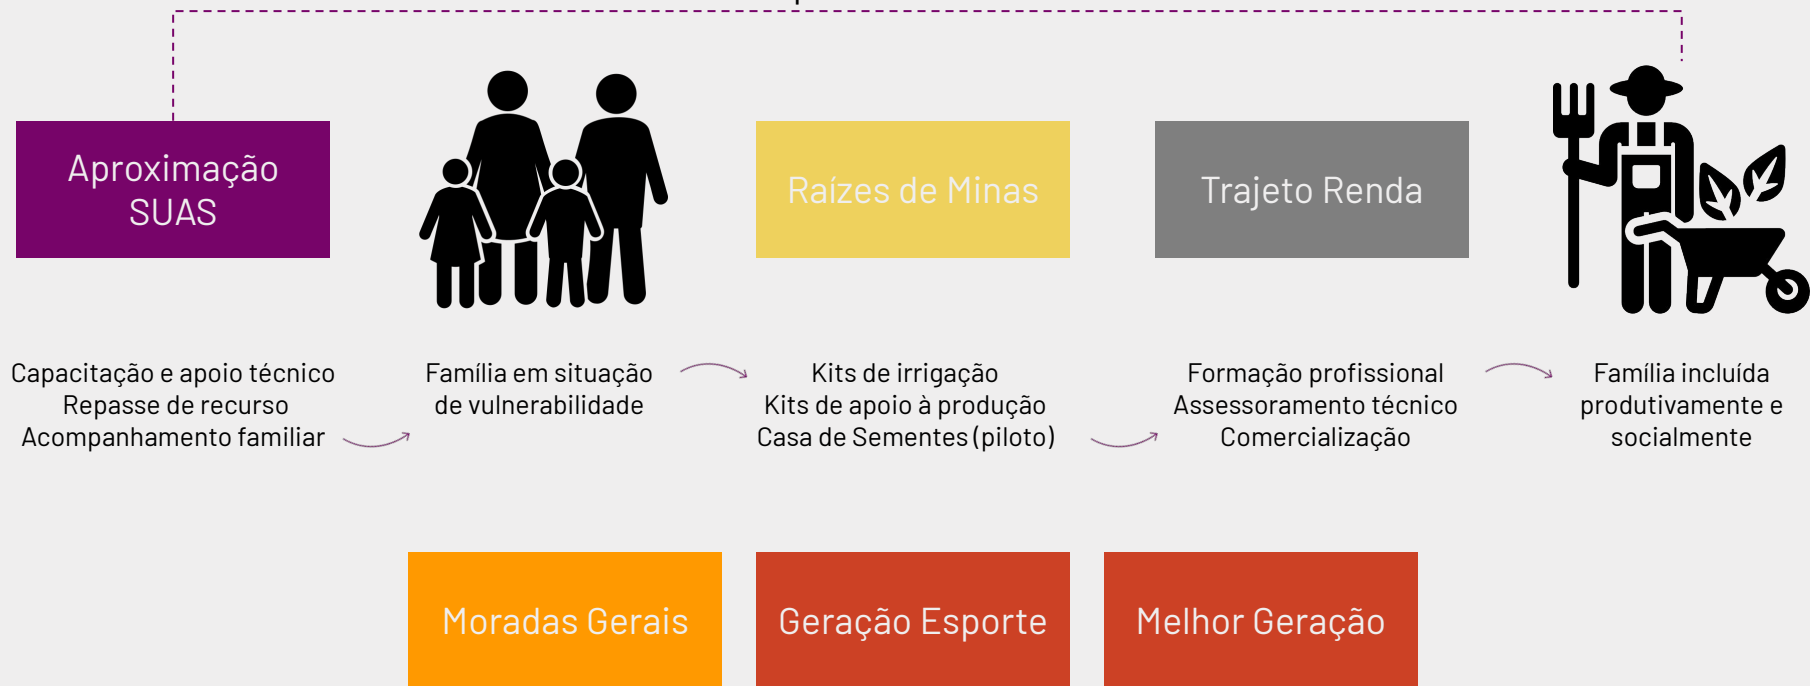 Aproximação
SUAS
Raízes de Minas
Trajeto Renda
Capacitação e apoio técnico
Repasse de recurso
Acompanhamento familiar
Família em situação
de vulnerabilidade
Kits de irrigação
Kits de apoio à produção
Casa de Sementes (piloto)
Formação profissional
Assessoramento técnico
Comercialização
Família incluída
produtivamente e
socialmente
Moradas Gerais
Geração Esporte
Melhor Geração